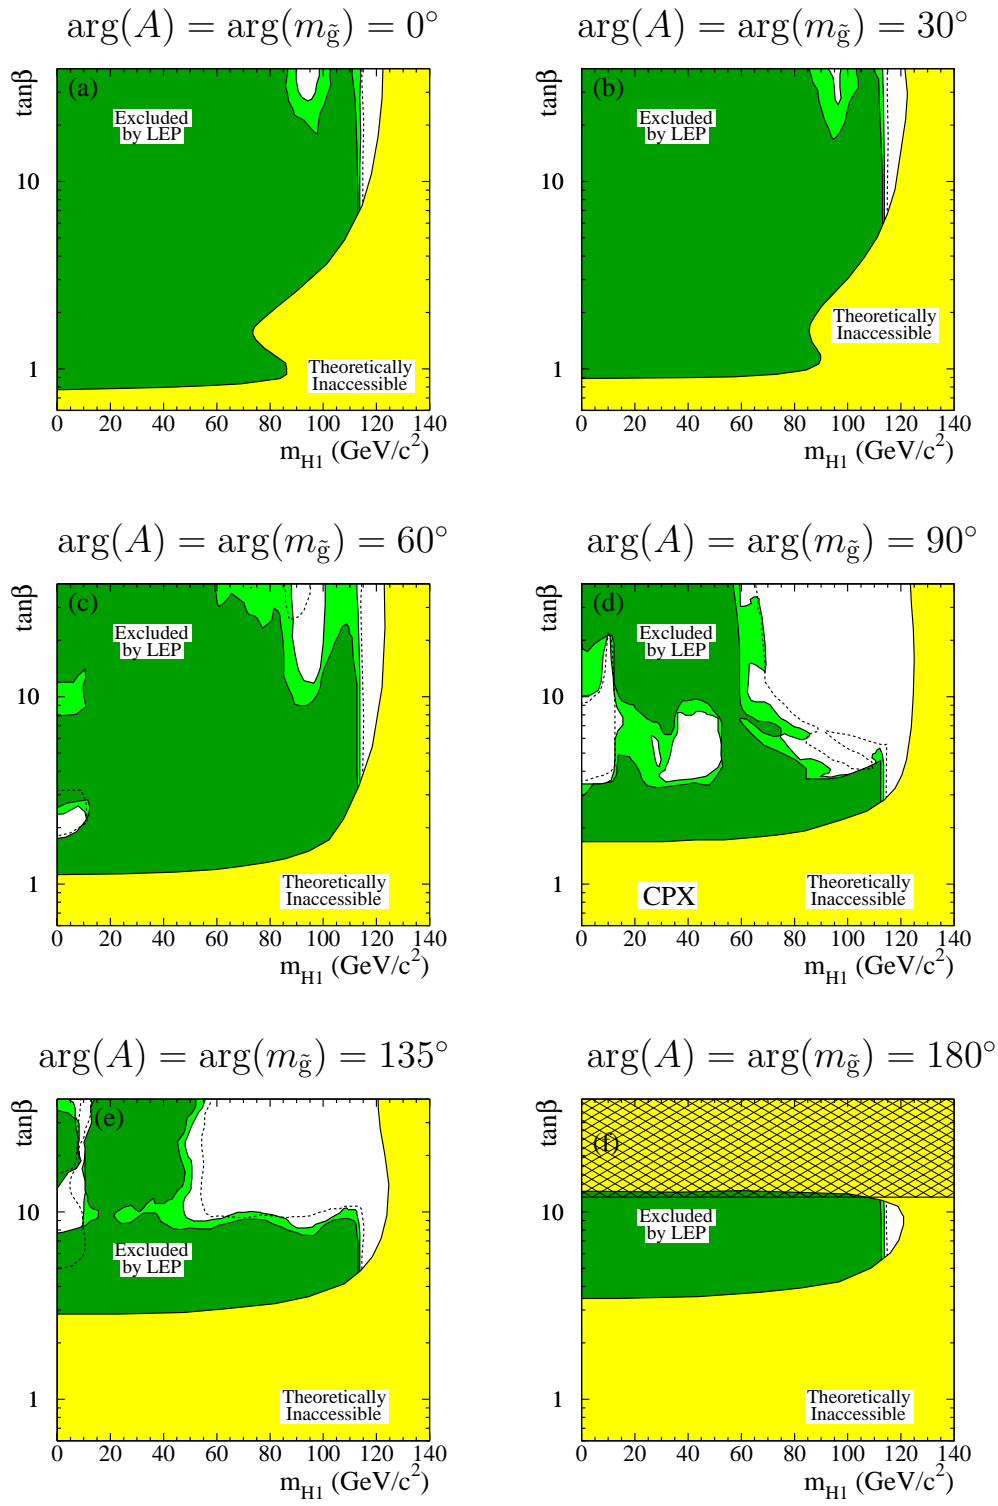 arg(A) = arg(m_g̃) = 0°
arg(A) = arg(m_g̃) = 30°
tanβ
(a)
Excluded
by LEP
10
1
Theoretically
Inaccessible
0 20 40 60 80 100 120 140
m_H1 (GeV/c²)
tanβ
(b)
Excluded
by LEP
10
Theoretically
Inaccessible
1
0 20 40 60 80 100 120 140
m_H1 (GeV/c²)
arg(A) = arg(m_g̃) = 60°
arg(A) = arg(m_g̃) = 90°
tanβ
(c)
Excluded
by LEP
10
1
Theoretically
Inaccessible
0 20 40 60 80 100 120 140
m_H1 (GeV/c²)
tanβ
(d)
Excluded
by LEP
10
1
CPX
Theoretically
Inaccessible
0 20 40 60 80 100 120 140
m_H1 (GeV/c²)
arg(A) = arg(m_g̃) = 135°
arg(A) = arg(m_g̃) = 180°
tanβ
(e)
10
Excluded
by LEP
1
Theoretically
Inaccessible
0 20 40 60 80 100 120 140
m_H1 (GeV/c²)
tanβ
(f)
10
Excluded
by LEP
1
Theoretically
Inaccessible
0 20 40 60 80 100 120 140
m_H1 (GeV/c²)